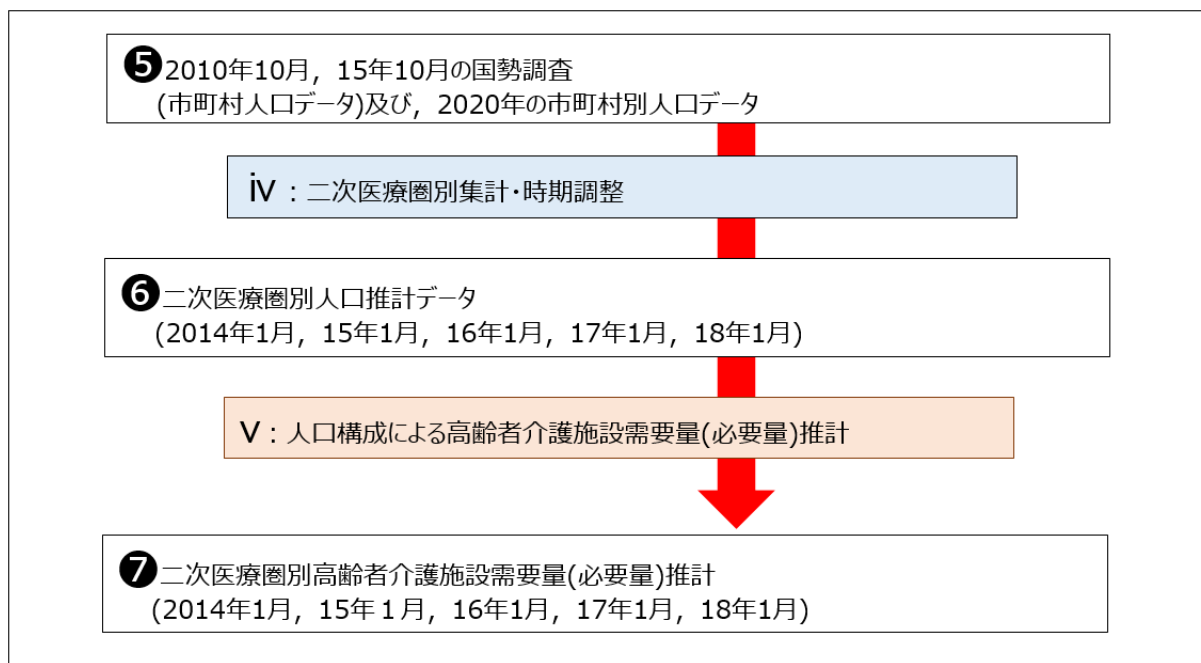 ❺2010年10月，15年10月の国勢調査
(市町村人口データ)及び，2020年の市町村別人口データ
ⅳ：二次医療圏別集計・時期調整
❻二次医療圏別人口推計データ
(2014年1月，15年1月，16年1月，17年1月，18年1月)
Ⅴ：人口構成による高齢者介護施設需要量(必要量)推計
❼二次医療圏別高齢者介護施設需要量(必要量)推計
(2014年1月，15年１月，16年1月，17年1月，18年1月)